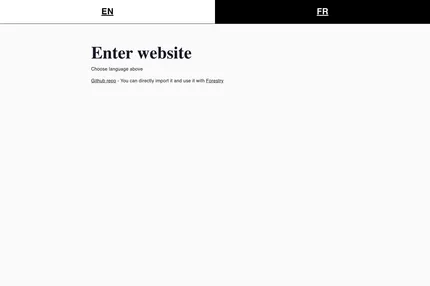 EN
FR
Enter website
Choose language above
Github repo - You can directly import it and use it with Forestry